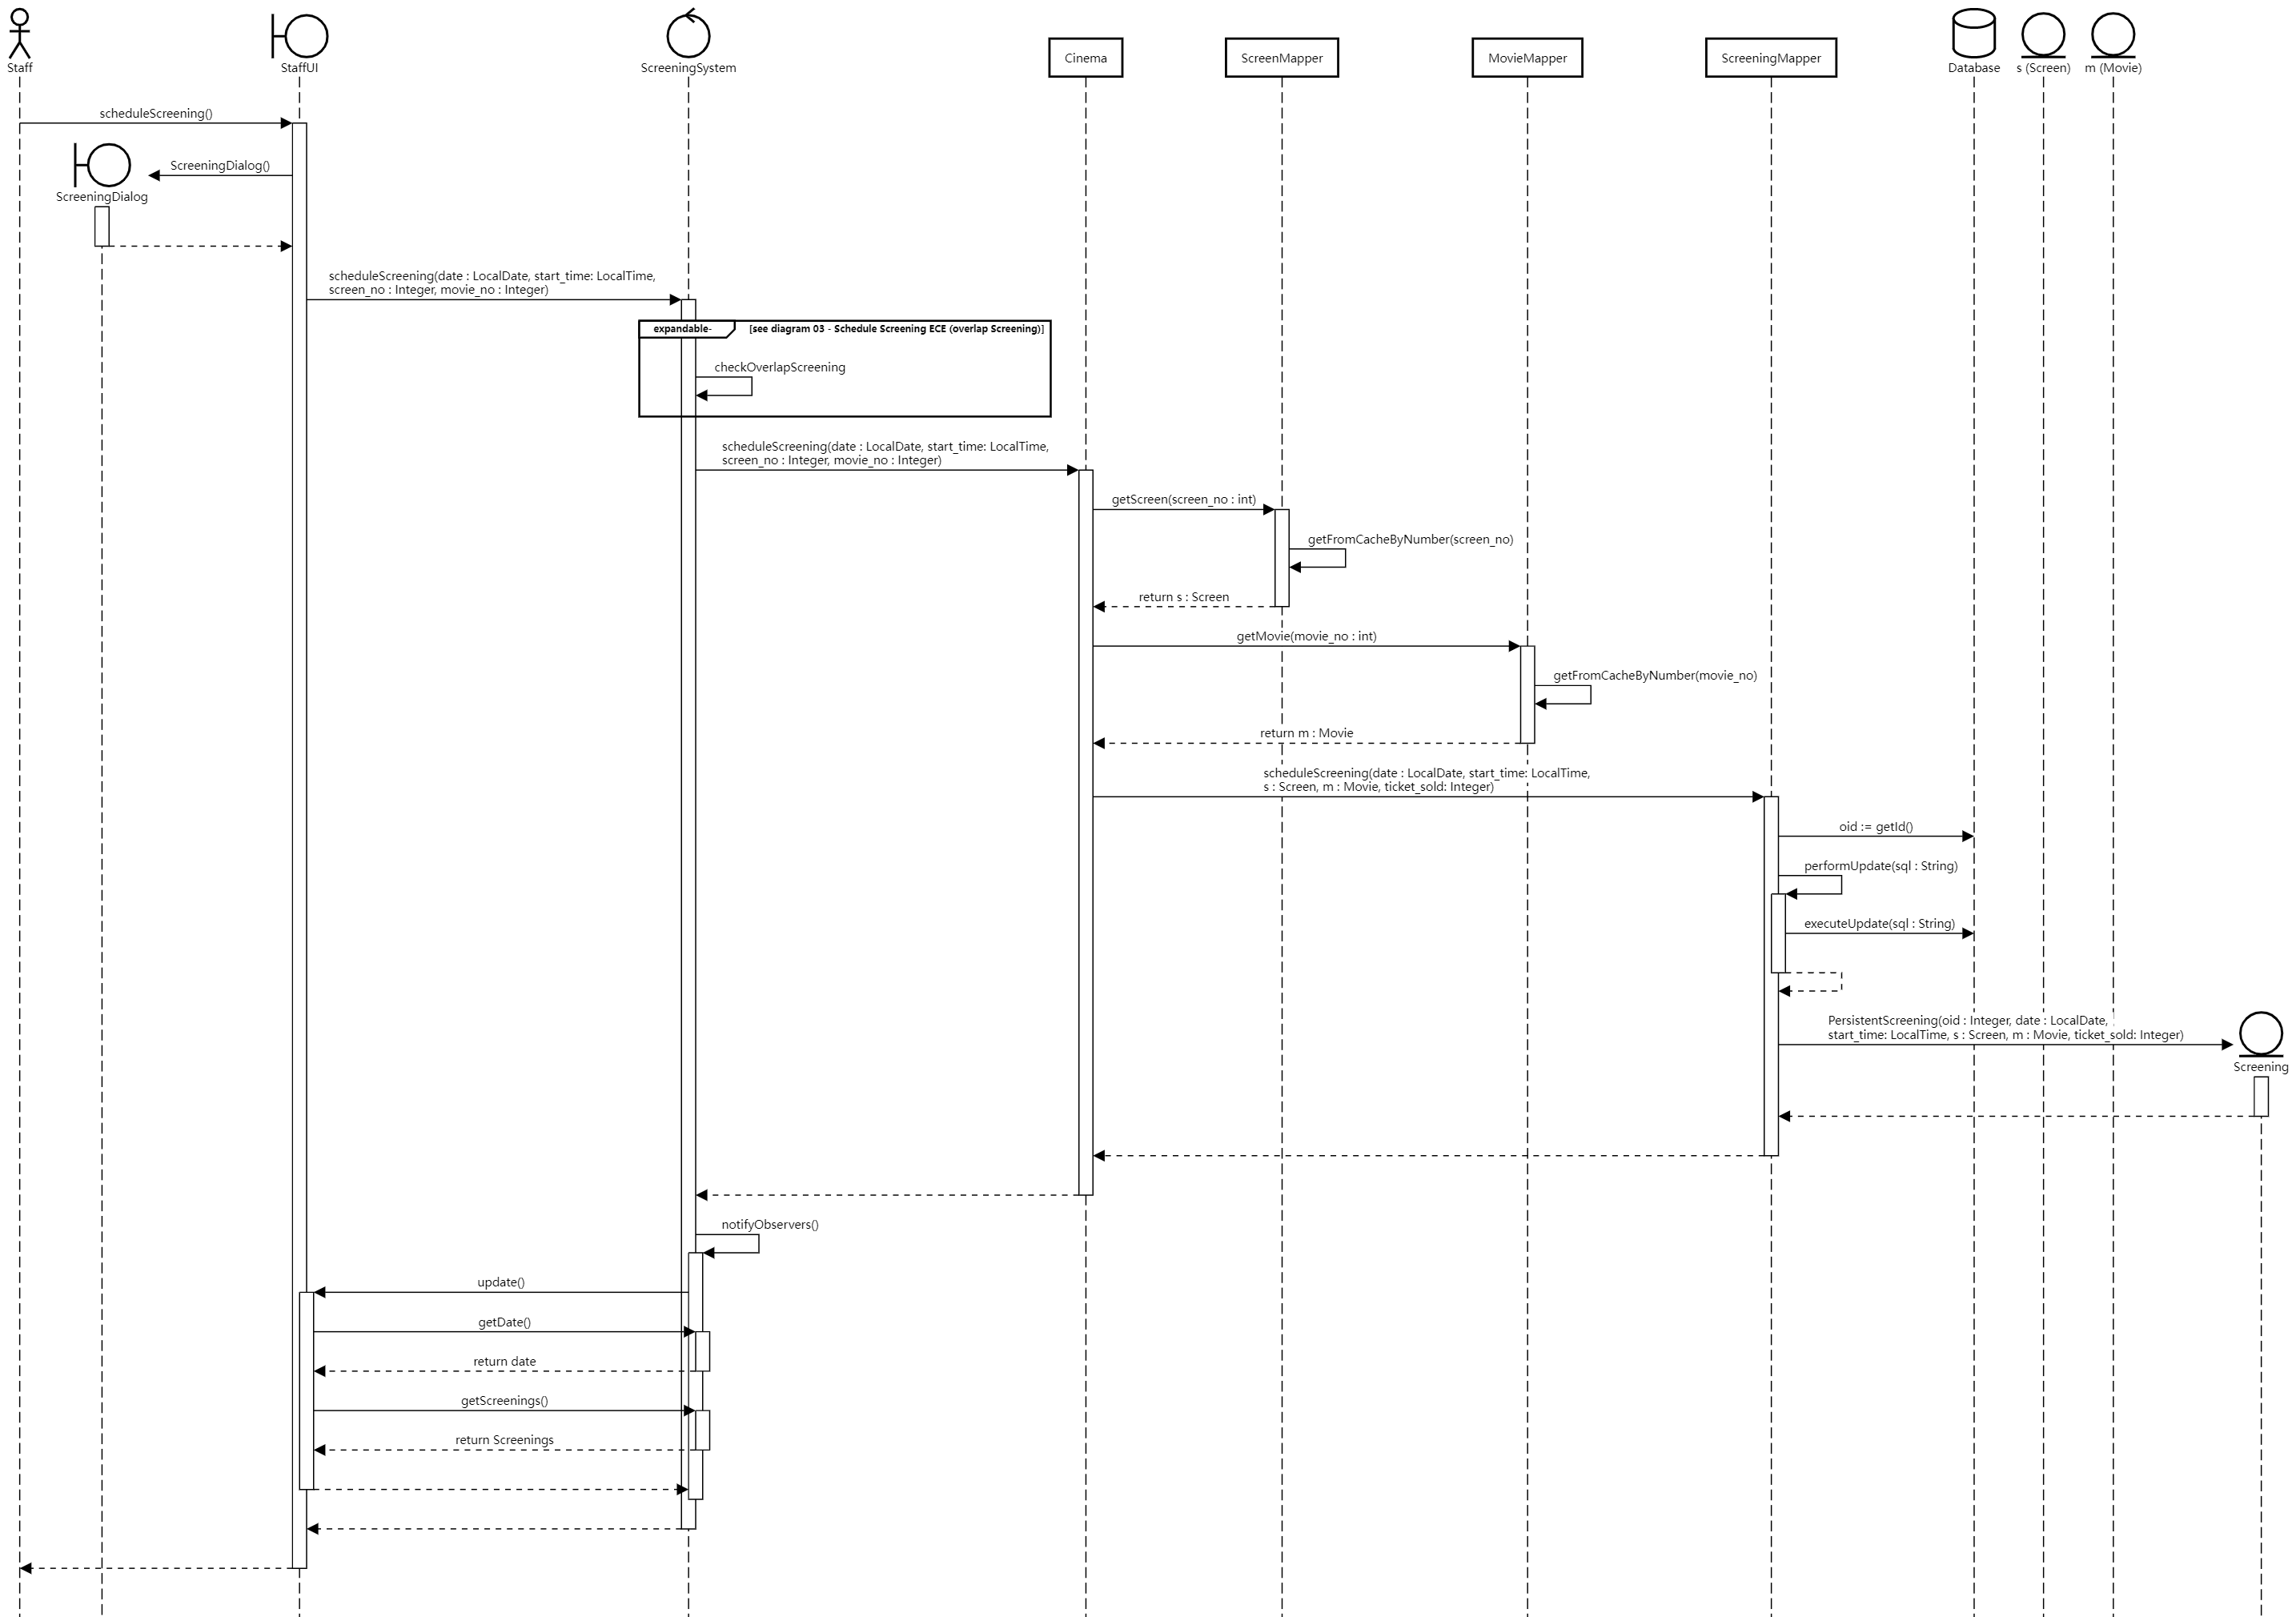 Staff
StaffUI
ScreeningSystem
Cinema
ScreenMapper
MovieMapper
ScreeningMapper
Database
s (Screen)
m (Movie)
scheduleScreening()
ScreeningDialog()
ScreeningDialog
scheduleScreening(date : LocalDate, start_time: LocalTime,
screen_no : Integer, movie_no : Integer)
expandable-
[see diagram 03 - Schedule Screening ECE (overlap Screening)]
checkOverlapScreening
scheduleScreening(date : LocalDate, start_time: LocalTime,
screen_no : Integer, movie_no : Integer)
getScreen(screen_no : int)
getFromCacheByNumber(screen_no)
return s : Screen
getMovie(movie_no : int)
getFromCacheByNumber(movie_no)
return m : Movie
scheduleScreening(date : LocalDate, start_time: LocalTime,
s : Screen, m : Movie, ticket_sold: Integer)
oid := getId()
performUpdate(sql : String)
executeUpdate(sql : String)
PersistentScreening(oid : Integer, date : LocalDate,
start_time: LocalTime, s : Screen, m : Movie, ticket_sold: Integer)
Screening
notifyObservers()
update()
getDate()
return date
getScreenings()
return Screenings